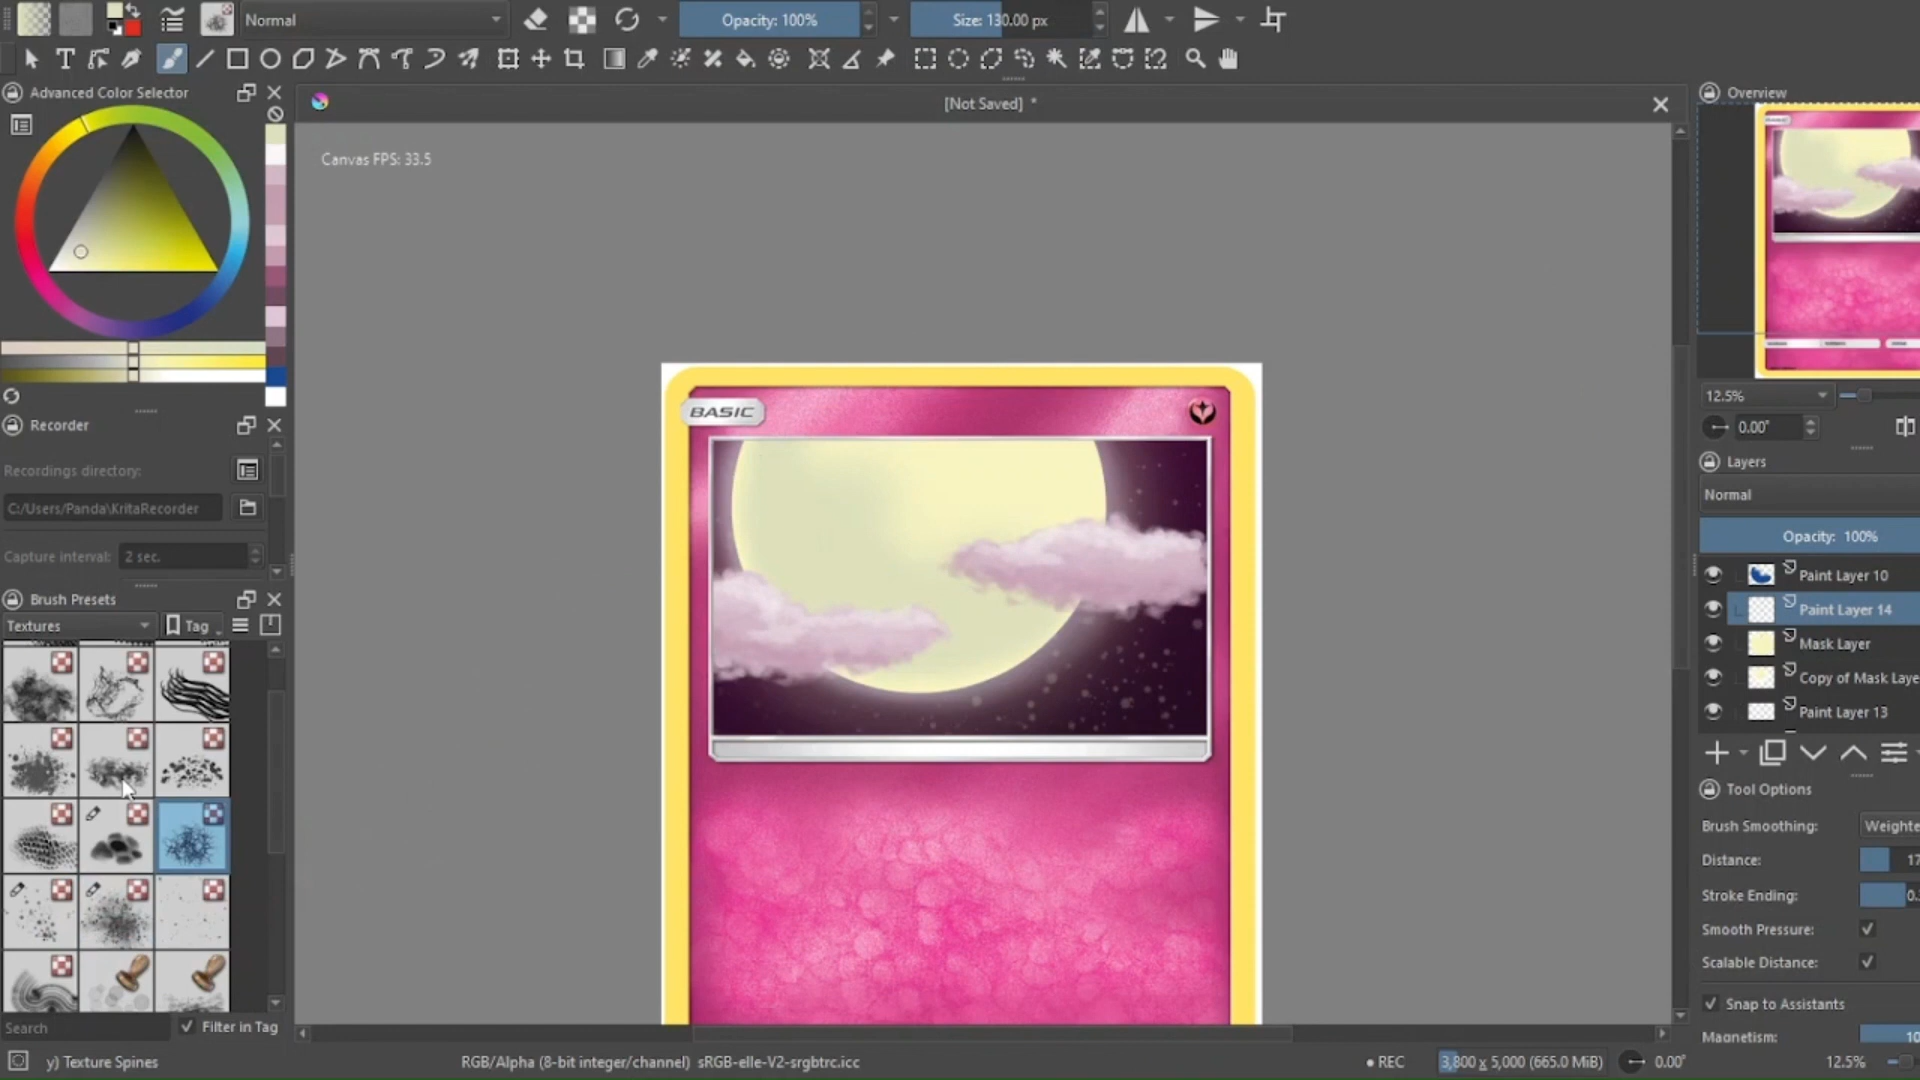 Normal
Opacity: 100%
Size: 130.00 px
Advanced Color Selector
[Not Saved] *
Overview
Canvas FPS: 33.5
BASIC
12.5%
0.00°
Recorder
Recordings directory:
C:/Users/Panda\KritaRecorder
Capture interval:
2 sec.
Layers
Normal
Opacity: 100%
Paint Layer 10
Paint Layer 14
Mask Layer
Copy of Mask Laye
Paint Layer 13
Brush Presets
Textures
Tag
BASIC
Tool Options
Brush Smoothing:
Weighte
Distance:
17
Stroke Ending:
0.
Smooth Pressure:
Scalable Distance:
Snap to Assistants
Magnetism:
10
Search
Filter in Tag
y) Texture Spines
RGB/Alpha (8-bit integer/channel) sRGB-elle-V2-srgbtrc.icc
REC
3,800 x 5,000 (665.0 MiB)
0.00°
12.5%